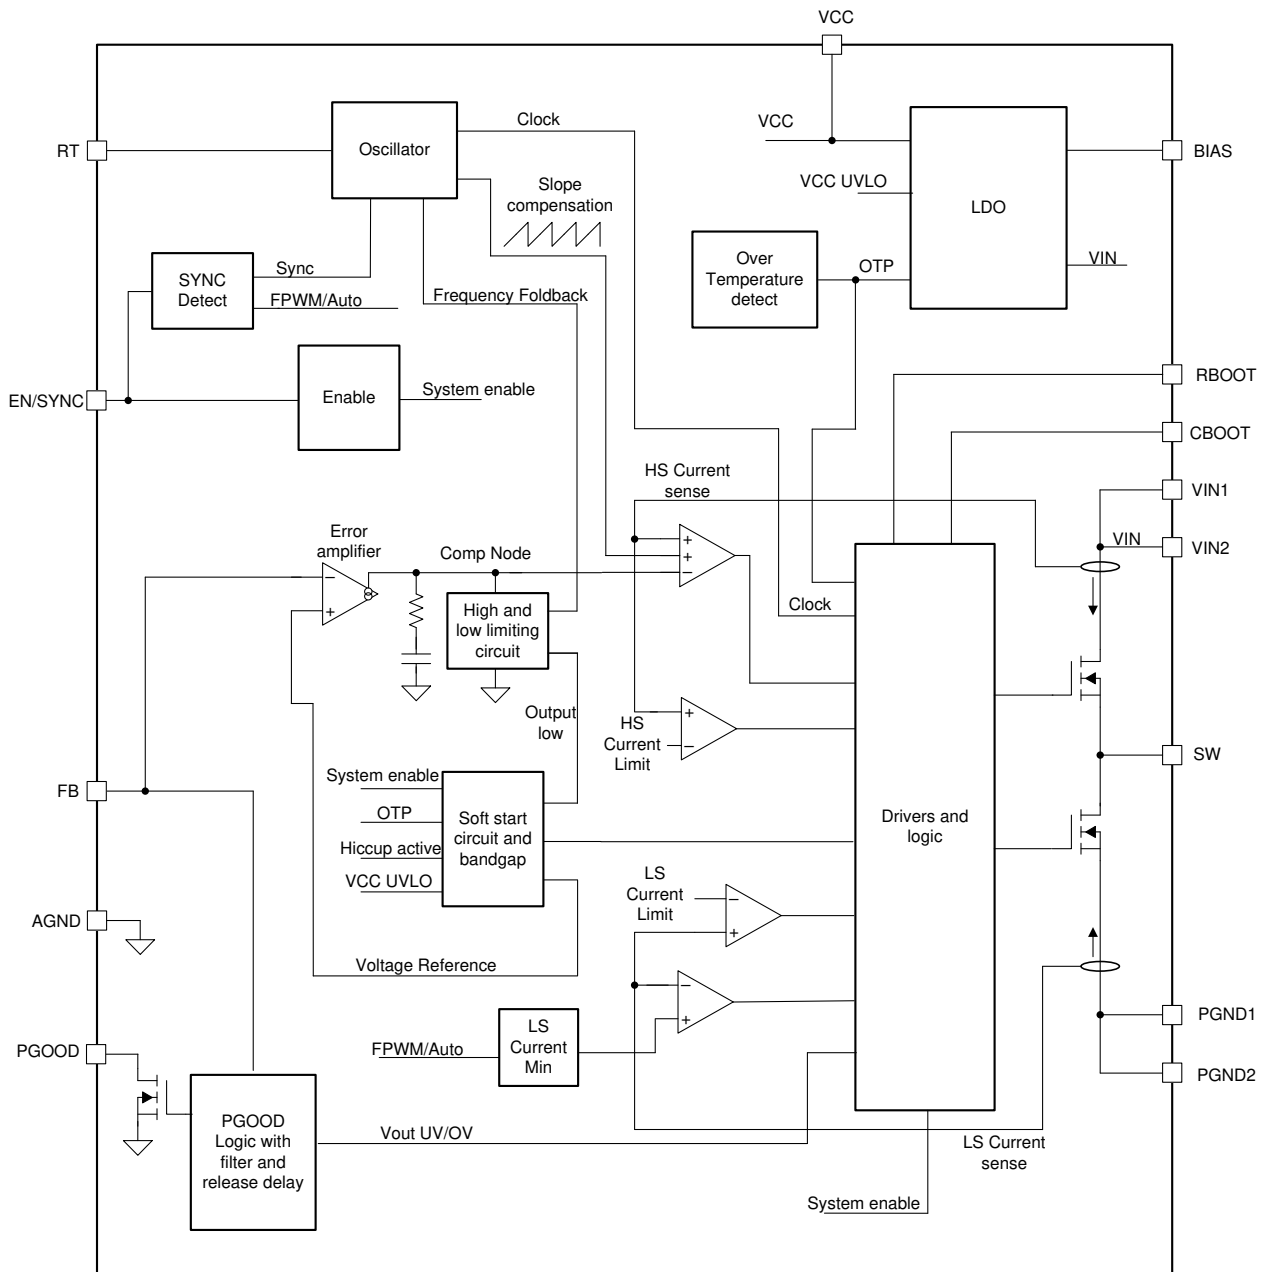 VCC
RT
Oscillator
Clock
VCC
VCC UVLO
LDO
BIAS
Slope
compensation
SYNC
Detect
Sync
FPWM/Auto
Frequency Foldback
Over
Temperature
detect
OTP
VIN
EN/SYNC
Enable
System enable
RBOOT
CBOOT
HS Current
sense
VIN1
VIN
VIN2
Error
amplifier
Comp Node
−
+
+
+
−
High and
low limiting
circuit
Clock
Output
low
HS
Current
Limit
+
−
SW
FB
System enable
OTP
Hiccup active
VCC UVLO
Soft start
circuit and
bandgap
Drivers and
logic
LS
Current
Limit
−
+
AGND
Voltage Reference
−
+
PGND1
PGOOD
FPWM/Auto
LS
Current
Min
PGND2
PGOOD
Logic with
filter and
release delay
Vout UV/OV
LS Current
sense
System enable